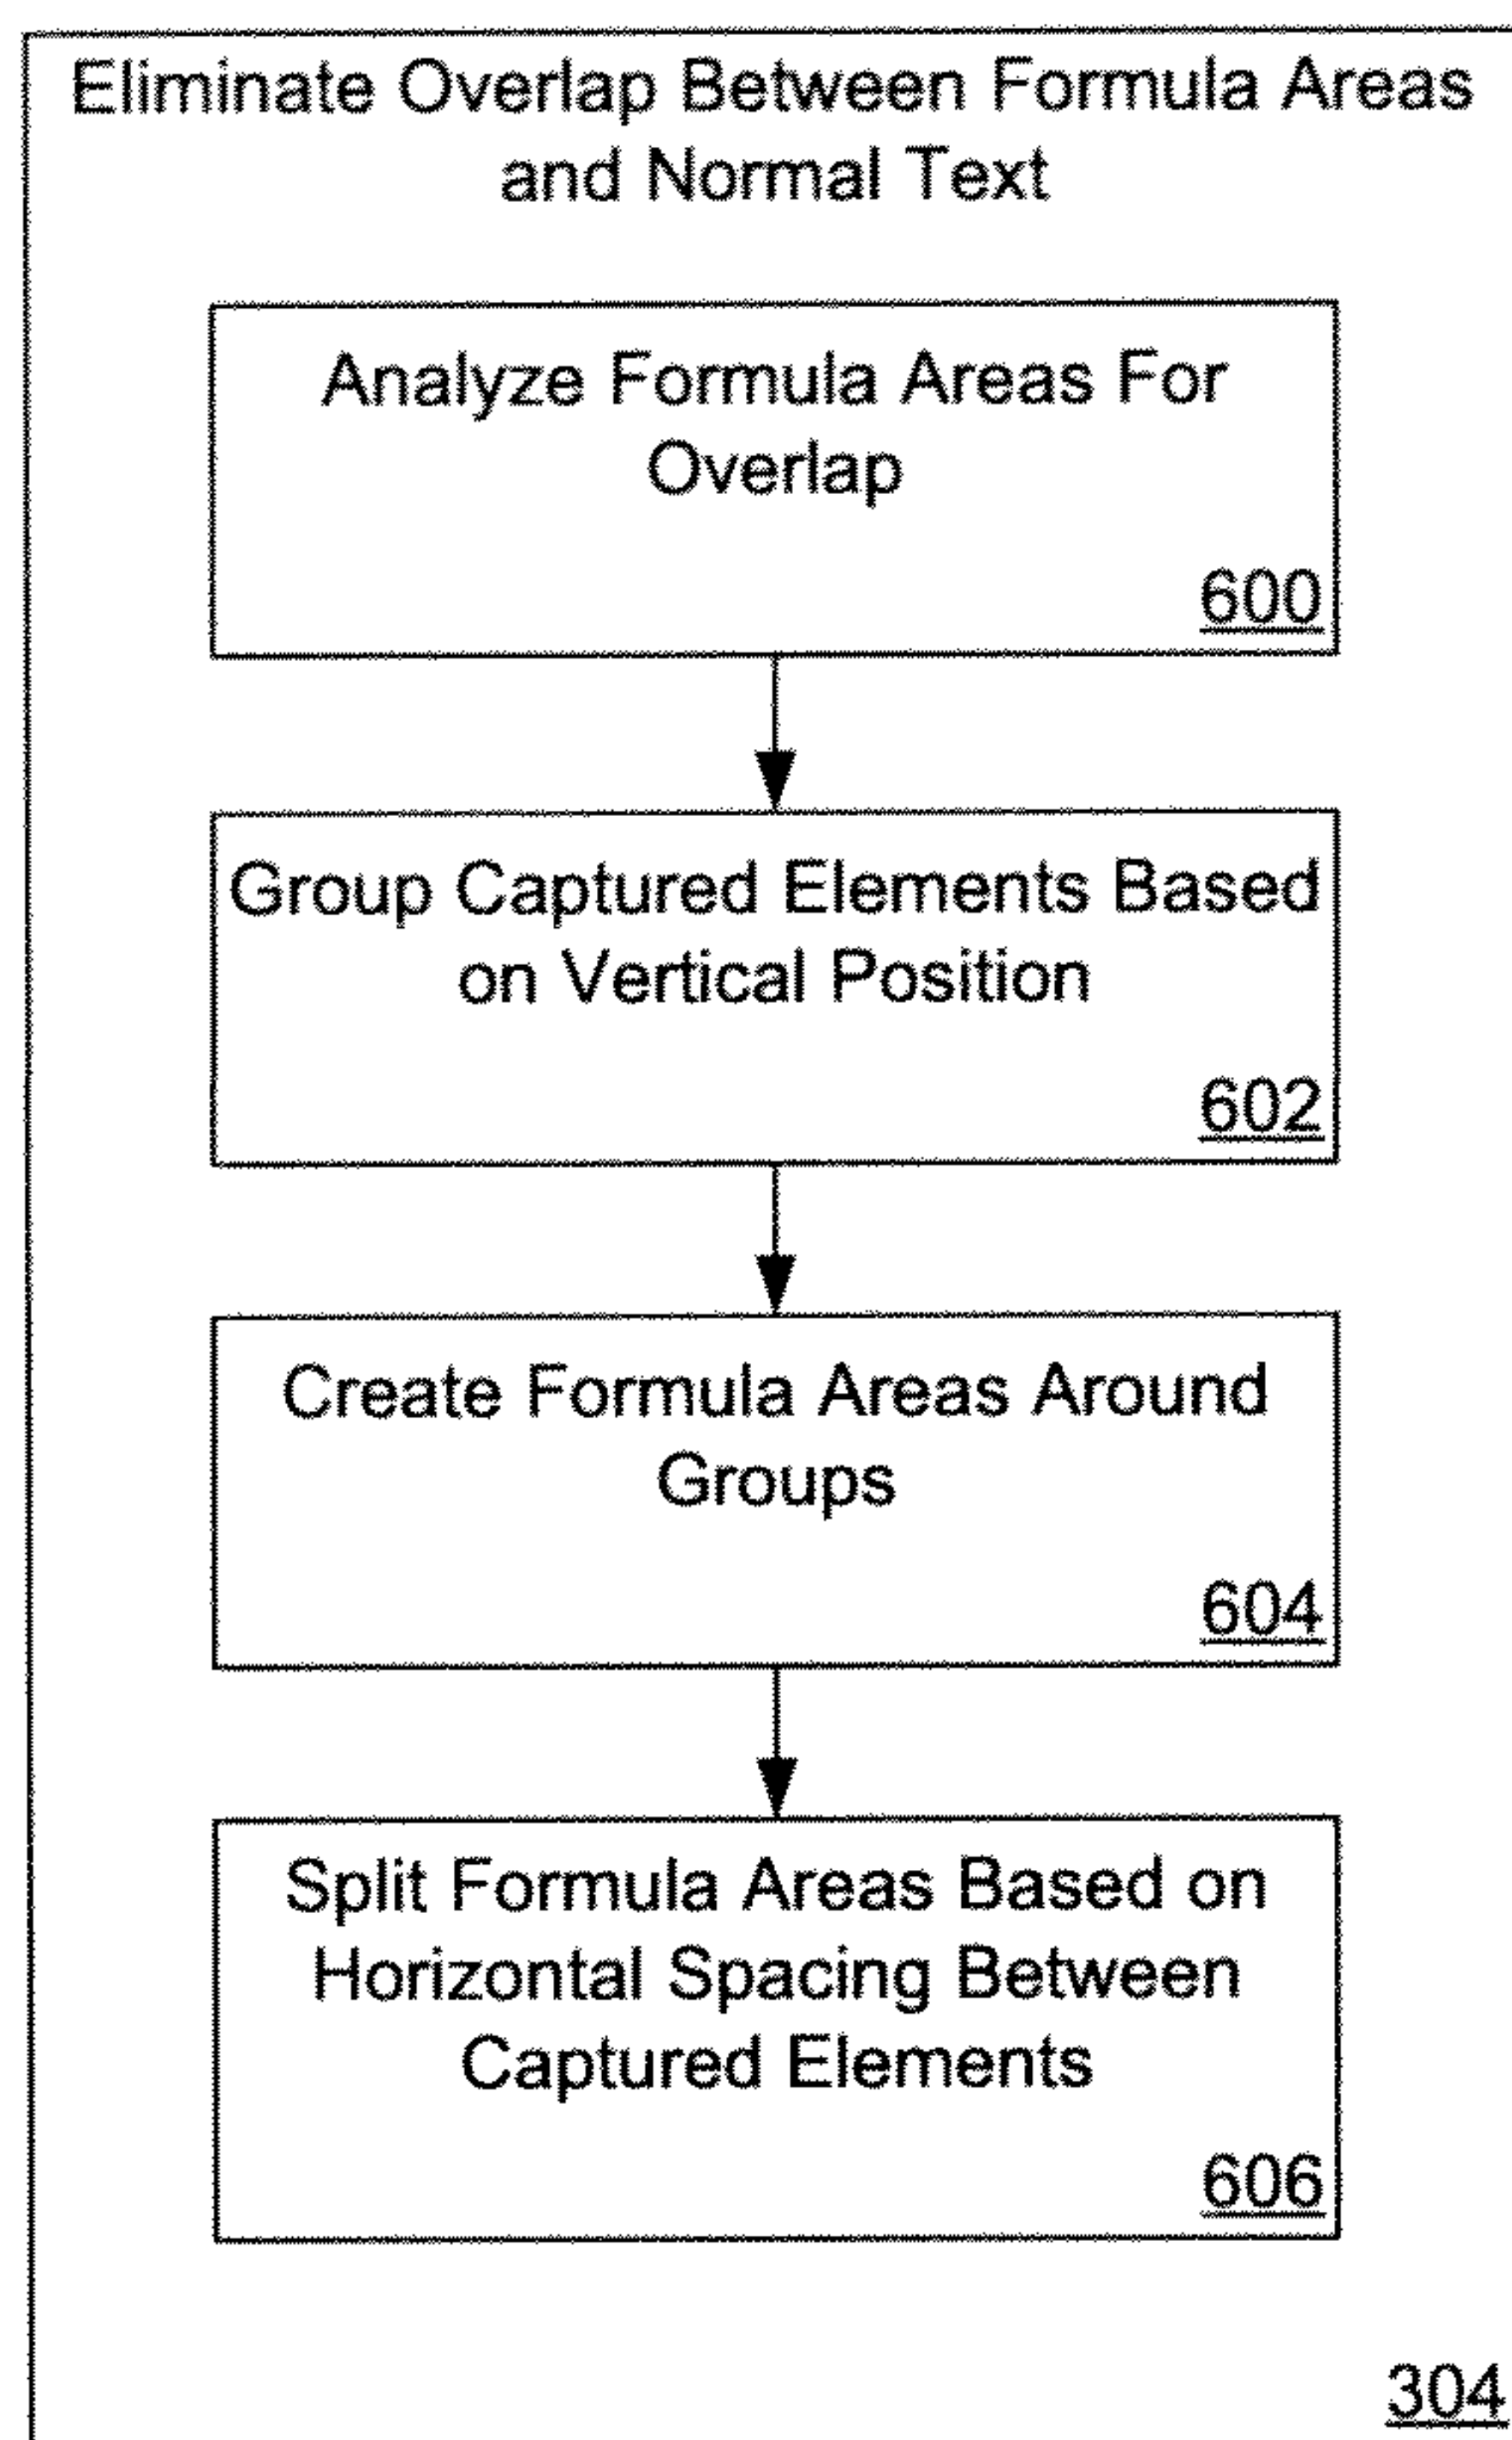 Eliminate Overlap Between Formula Areas
and Normal Text
Analyze Formula Areas For
Overlap
600
Group Captured Elements Based
on Vertical Position
602
Create Formula Areas Around
Groups
604
Split Formula Areas Based on
Horizontal Spacing Between
Captured Elements
606
304